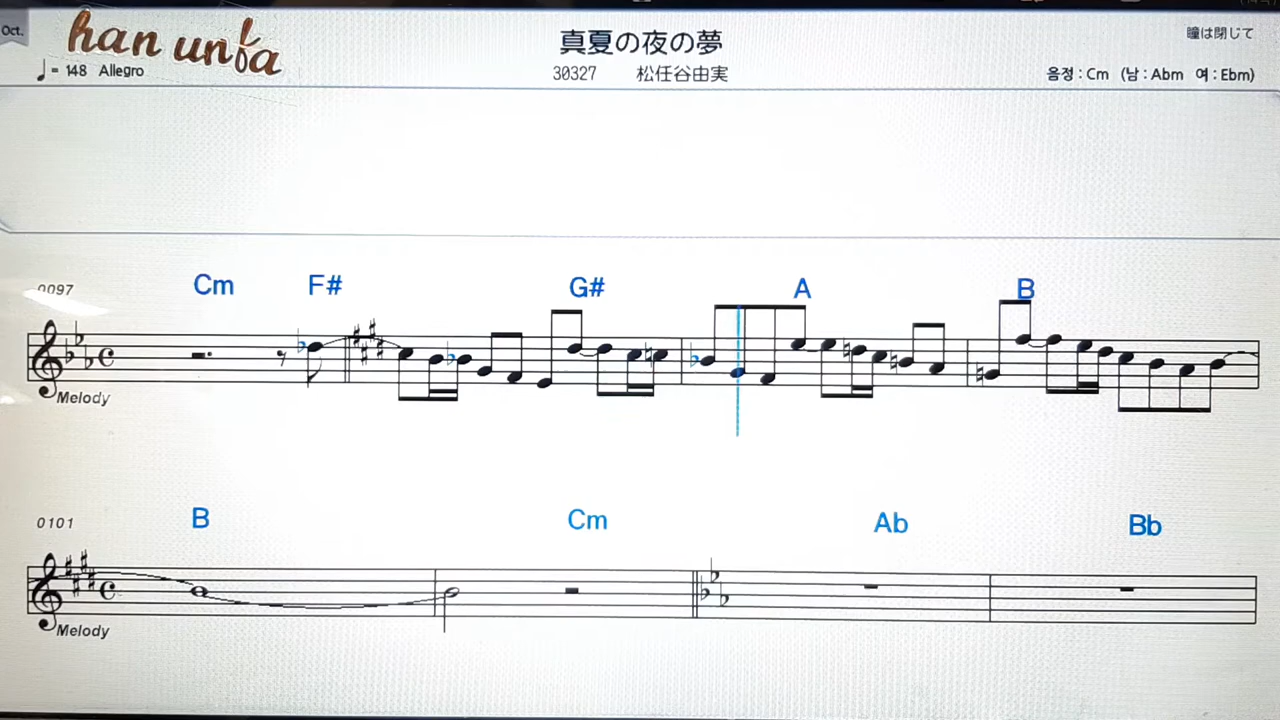 Oct.
han unba
真夏の夜の夢
瞳は閉じて
♩= 148 Allegro
30327 松任谷由実
음정 : Cm (남 : Abm 여 : Ebm)
0097
Cm F# G# A B
Melody
0101
B Cm Ab Bb
Melody